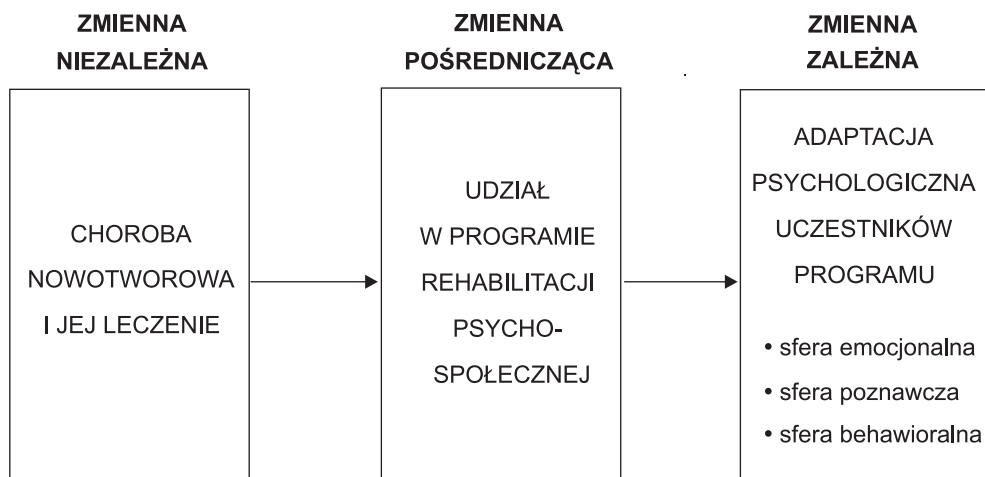 ZMIENNA
NIEZALEŻNA
CHOROBA
NOWOTWOROWA
I JEJ LECZENIE
ZMIENNA
POŚREDNICZĄCA
UDZIAŁ
W PROGRAMIE
REHABILITACJI
PSYCHO-
SPOŁECZNEJ
ZMIENNA
ZALEŻNA
ADAPTACJA
PSYCHOLOGICZNA
UCZESTNIKÓW
PROGRAMU
• sfera emocjonalna
• sfera poznawcza
• sfera behawioralna